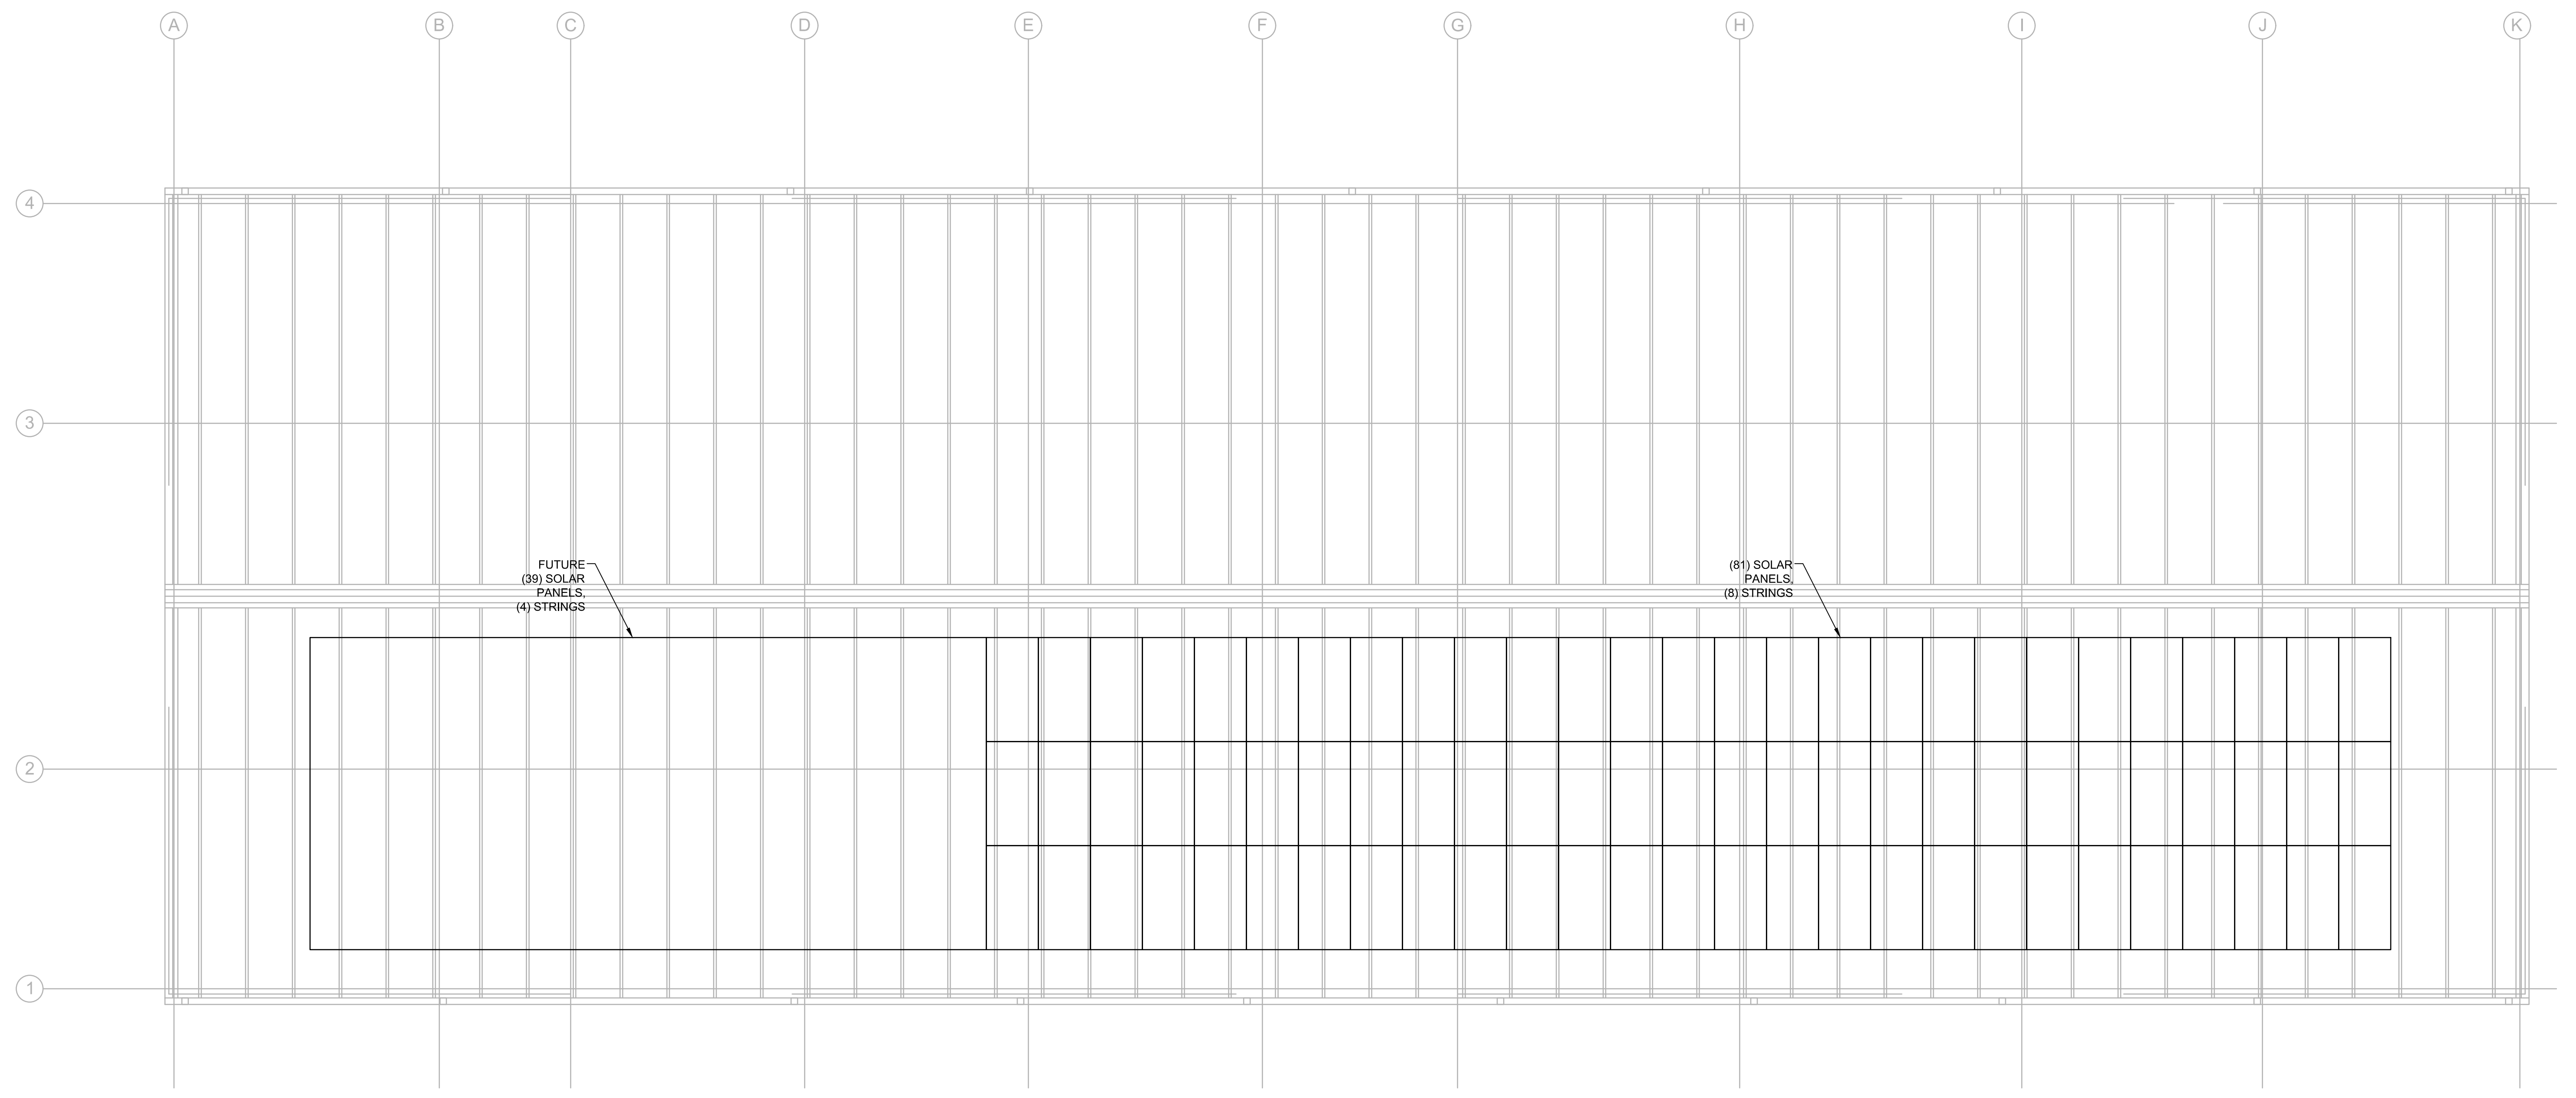 A B C D E F G H I J K
4
3
FUTURE
(39) SOLAR
PANELS,
(4) STRINGS
(81) SOLAR
PANELS,
(8) STRINGS
2
1